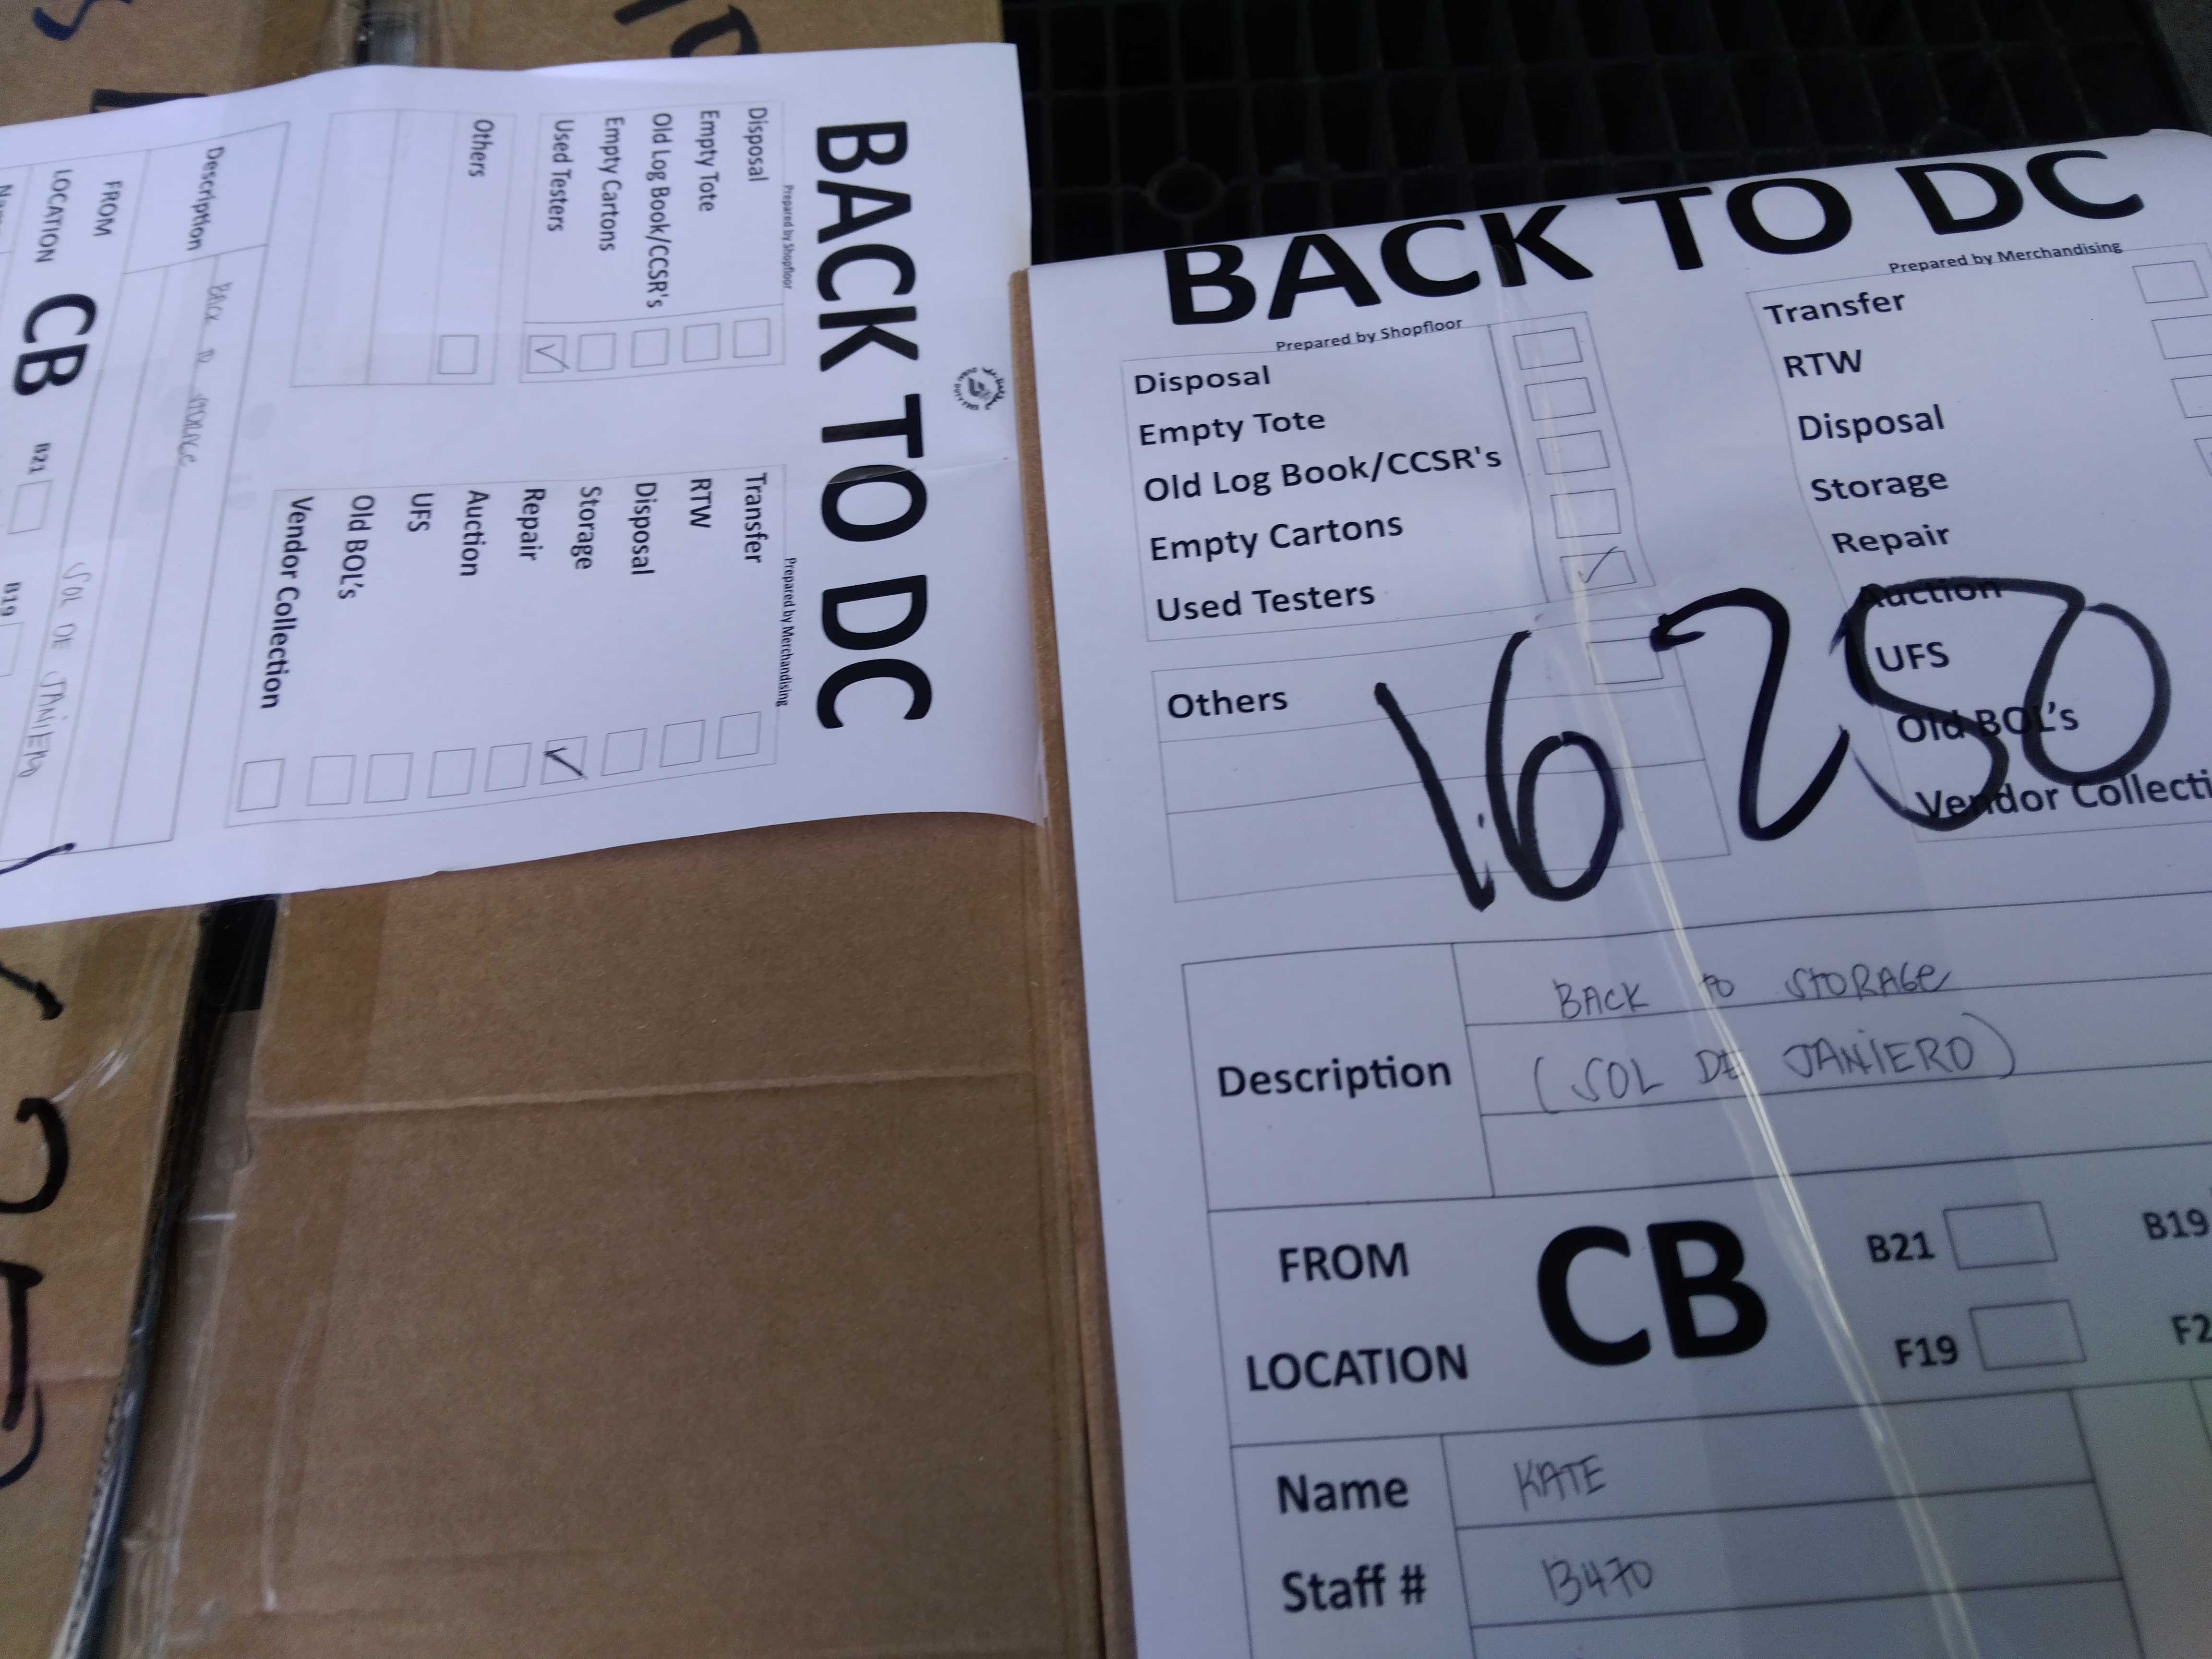 BACK TO DC
Prepared by Shopfloor
Disposal
Empty Tote
Old Log Book/CCSR's
Empty Cartons
Used Testers
Others
Prepared by Merchandising
Transfer
RTW
Disposal
Storage
Repair
Auction
UFS
Old BOL's
Vendor Collection
Description
BACK TO STORAGE
SOL DE JANIERO
FROM
LOCATION
CB
B21
B19
BACK TO DC
Prepared by Shopfloor
Disposal
Empty Tote
Old Log Book/CCSR's
Empty Cartons
Used Testers
Others
Prepared by Merchandising
Transfer
RTW
Disposal
Storage
Repair
Auction
UFS
Old BOL's
Vendor Collecti
16250
Description
BACK TO STORAGE
(SOL DE JANIERO)
FROM
LOCATION
CB
B21
B19
F19
F2
Name
KATE
Staff #
13470